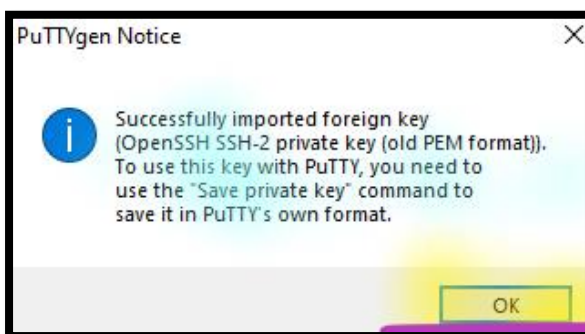 PuTTYgen Notice
Successfully imported foreign key
(OpenSSH SSH-2 private key (old PEM format)).
To use this key with PuTTY, you need to
use the "Save private key" command to
save it in PuTTY's own format.
OK